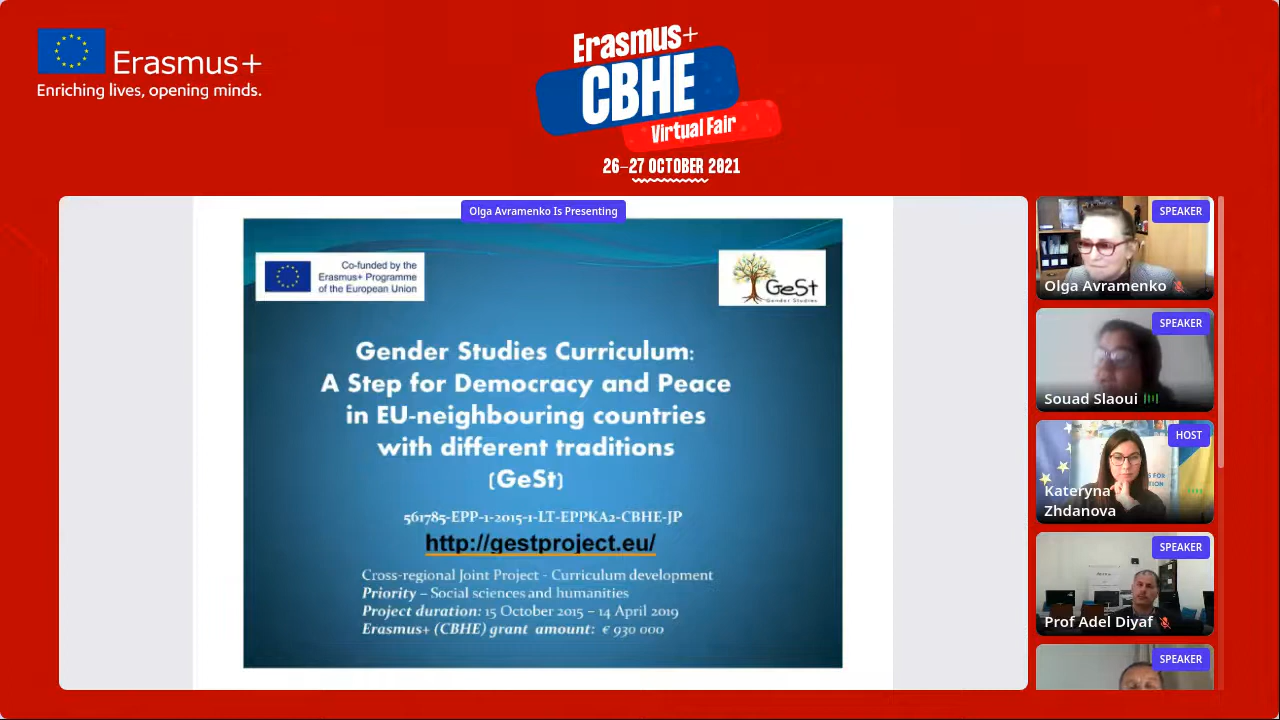 Erasmus+
Enriching lives, opening minds.
Erasmus+
CBHE
Virtual Fair
26–27 OCTOBER 2021
Olga Avramenko Is Presenting
Co-funded by the
Erasmus+ Programme
of the European Union
GeSt
Gender Studies
Gender Studies Curriculum:
A Step for Democracy and Peace
in EU-neighbouring countries
with different traditions
(GeSt)
561785-EPP-1-2015-1-LT-EPPKA2-CBHE-JP
http://gestproject.eu/
Cross-regional Joint Project - Curriculum development
Priority – Social sciences and humanities
Project duration: 15 October 2015 – 14 April 2019
Erasmus+ (CBHE) grant amount: € 930 000
SPEAKER
Olga Avramenko
SPEAKER
Souad Slaoui
HOST
Kateryna
Zhdanova
SPEAKER
Prof Adel Diyaf
SPEAKER